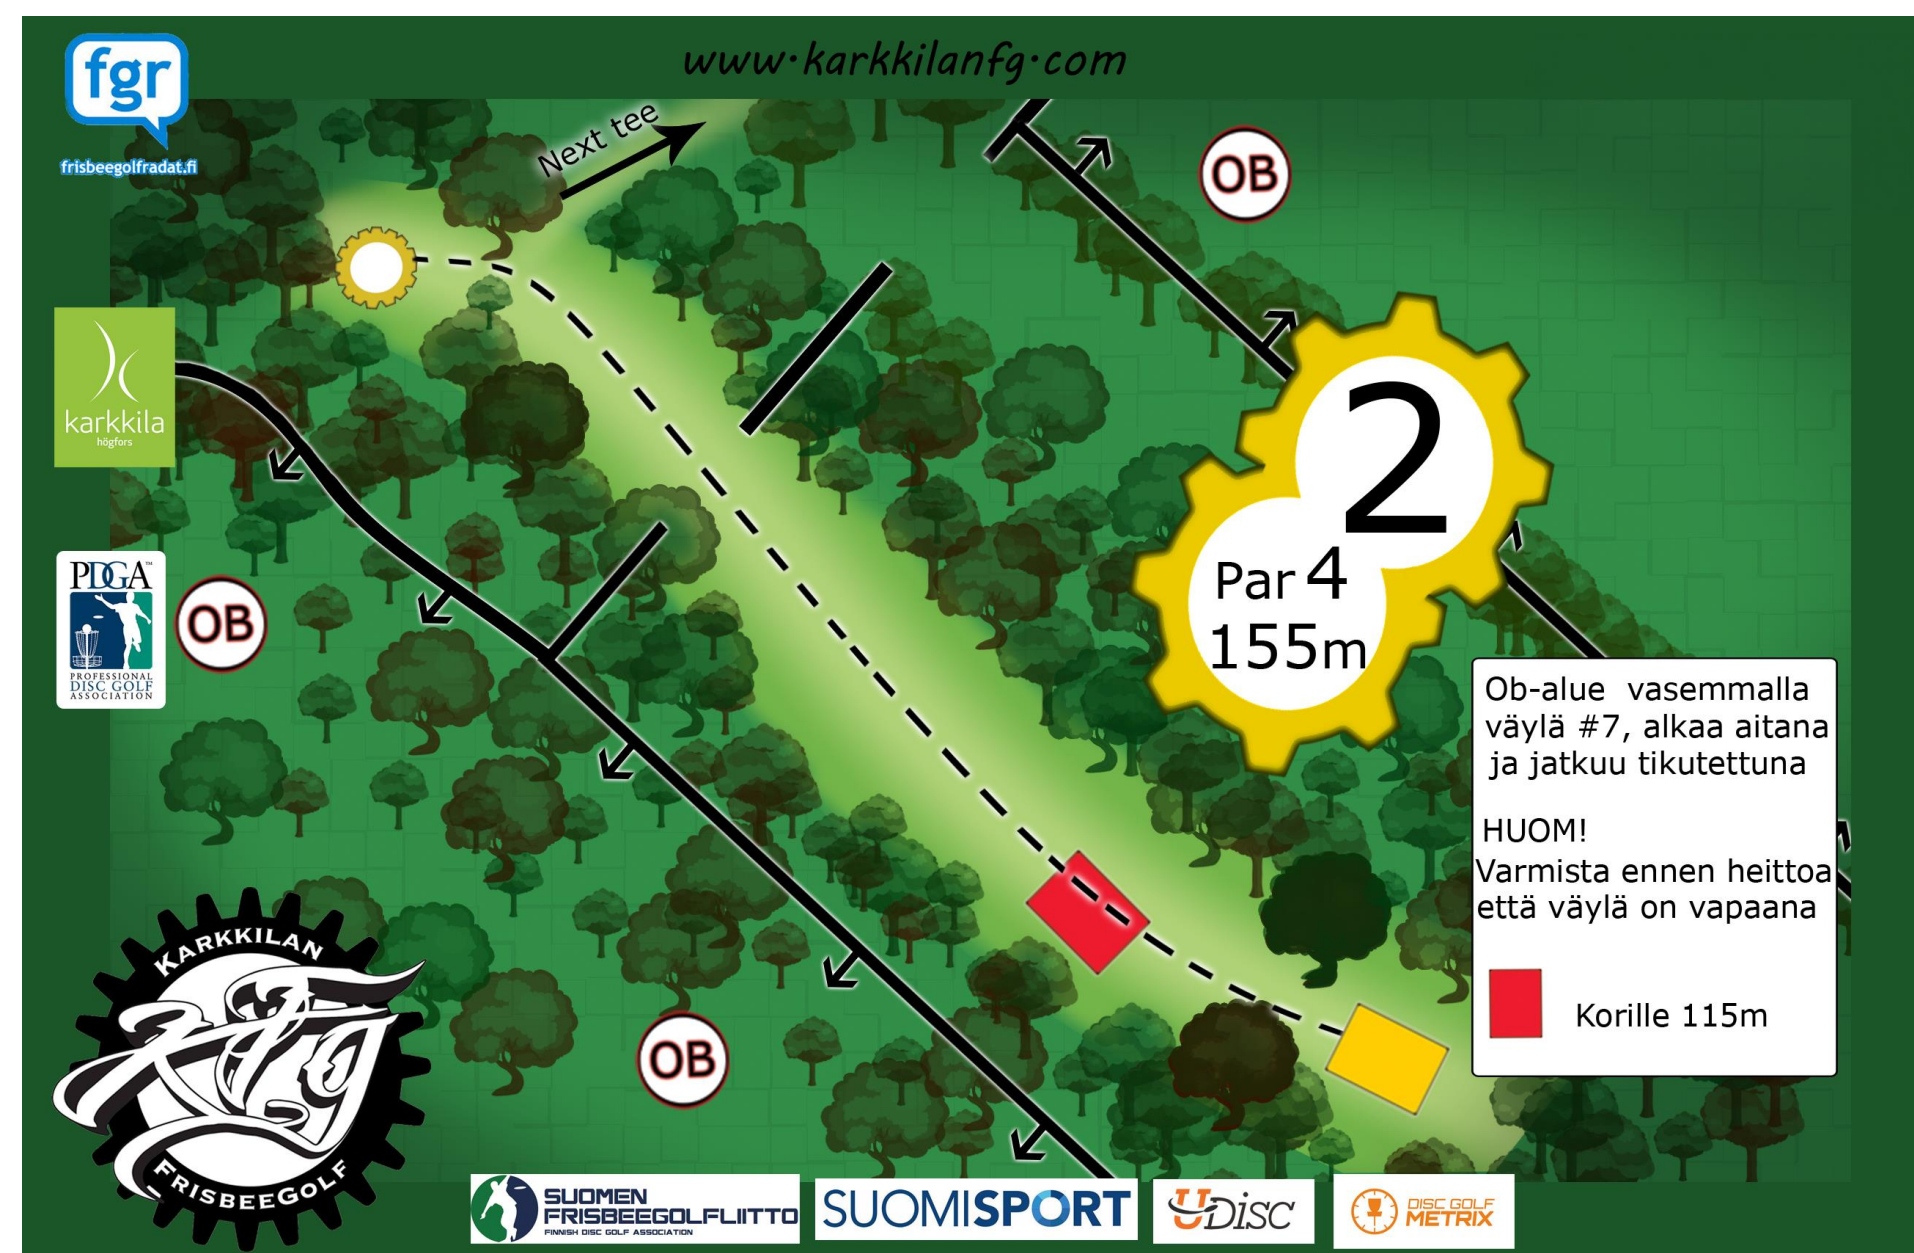 fgr
frisbeegolfradat.fi
www.karkkilanfg.com
Next tee
OB
karkkila
högfors
2
Par 4
155m
PDGA™
PROFESSIONAL
DISC GOLF
ASSOCIATION
OB
Ob-alue vasemmalla
väylä #7, alkaa aitana
ja jatkuu tikutettuna
HUOM!
Varmista ennen heittoa
että väylä on vapaana
Korille 115m
KARKKILAN
KFg
FRISBEEGOLF
OB
SUOMEN
FRISBEEGOLFLIITTO
FINNISH DISC GOLF ASSOCIATION
SUOMISPORT
UDisc
DISC GOLF
METRIX